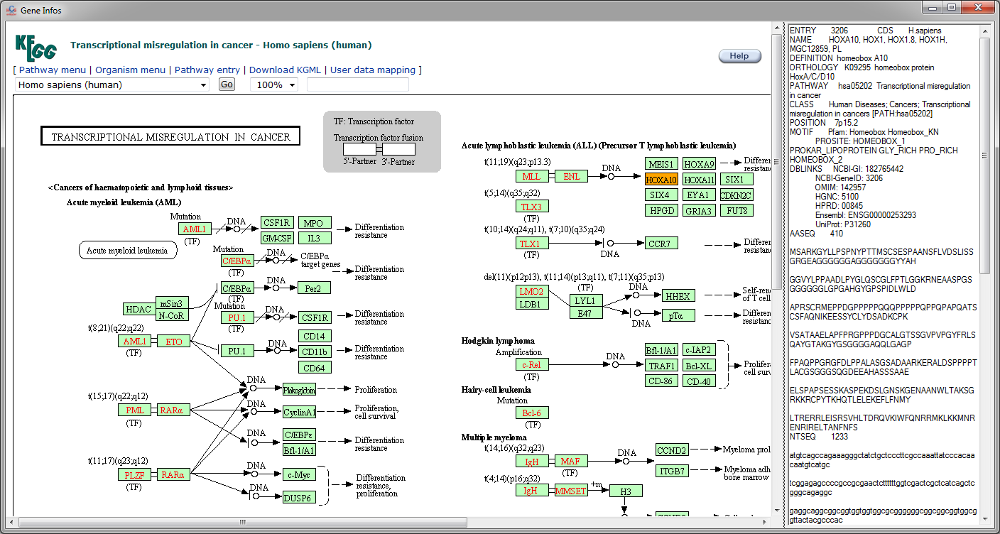 Gene Infos
KEGG
Transcriptional misregulation in cancer - Homo sapiens (human)
Help
[ Pathway menu | Organism menu | Pathway entry | Download KGML | User data mapping ]
Homo sapiens (human)
Go
100%
TRANSCRIPTIONAL MISREGULATION IN CANCER
TF: Transcription factor
Transcription factor fusion
5'-Partner 3'-Partner
<Cancers of haematopoietic and lymphoid tissues>
Acute myeloid leukemia (AML)
Mutation
AML1
(TF)
DNA
CSF1R
MPO
GM-CSF
IL3
Differentiation
resistance
Acute myeloid leukemia
Mutation
C/EBPα
(TF)
DNA
C/EBPα
target genes
Differentiation
resistance
C/EBPα
(TF)
DNA
Per2
HDAC
mSin3
N-CoR
Mutation
PU.1
(TF)
DNA
CSF1R
Differentiation
resistance
t(8;21)(q22;q22)
AML1
ETO
(TF)
PU.1
DNA
CD14
CD11b
CD64
Differentiation
resistance
DNA
Plakoglobin
Proliferation
t(15;17)(q22;q12)
PML
RARα
(TF)
DNA
CyclinA1
Proliferation,
cell survival
DNA
C/EBPε
Bfl-1/A1
Differentiation
resistance
t(11;17)(q23;q12)
PLZF
RARα
(TF)
DNA
c-Myc
DNA
DUSP6
Differentiation
resistance,
proliferation
Acute lymphoblastic leukemia (ALL) (Precursor T lymphoblastic leukemia)
t(11;19)(q23;p13.3)
MLL
ENL
DNA
MEIS1
HOXA9
HOXA10
HOXA11
SIX1
SIX4
EYA1
CDKN2C
HPGD
GRIA3
FUT8
Differen
resistanc
t(5;14)(q35;q32)
TLX3
(TF)
t(10;14)(q24;q11), t(7;10)(q35;q24)
TLX1
(TF)
DNA
CCR7
Differen
resistanc
del(11)(p12p13), t(11;14)(p13;q11), t(7;11)(q35;p13)
LMO2
LDB1
(TF)
LYL1
E47
DNA
HHEX
Self-ren
of T cell
DNA
pTα
Differen
resistanc
Hodgkin lymphoma
Amplification
c-Rel
(TF)
DNA
Bfl-1/A1
c-IAP2
TRAF1
Bcl-XL
CD-86
CD-40
Prolifera
cell surv
Hairy-cell leukemia
Mutation
Bcl-6
(TF)
Multiple myeloma
t(14;16)(q32;q23)
IgH
MAF
(TF)
DNA
CCND2
Myeloma prol
ITGB7
Myeloma adh
bone marrow
t(4;14)(p16;q32)
IgH
MMSET
+m
H3
ENTRY 3206 CDS H.sapiens
NAME HOXA10, HOX1, HOX1.8, HOX1H,
MGC12859, PL
DEFINITION homeobox A10
ORTHOLOGY K09295 homeobox protein
HoxA/C/D10
PATHWAY hsa05202 Transcriptional misregulation
in cancer
CLASS Human Diseases; Cancers; Transcriptional
misregulation in cancers [PATH:hsa05202]
POSITION 7p15.2
MOTIF Pfam: Homeobox Homeobox_KN
PROSITE: HOMEOBOX_1
PROKAR_LIPOPROTEIN GLY_RICH PRO_RICH
HOMEOBOX_2
DBLINKS NCBI-GI: 182765442
NCBI-GeneID: 3206
OMIM: 142957
HGNC: 5100
HPRD: 00845
Ensembl: ENSG00000253293
UniProt: P31260
AASEQ 410
MSARKGYLLPSPNYPTTMSCSESPAANSFLVDSLISS
GRGEAGGGGGGAGGGGGGYYAH
GGVYLPPAADLPYGLQSCGLFPTLGGKRNEAASPGS
GGGGGGLGPGAHGYGPSPIDLWLD
APRSCRMEPPDGPPPPPQQQPPPPPQPPQPAPQATS
CSFAQNIKEESSYCLYDSADKCPK
VSATAAELAPFPRGPPPDGCALGTSSGVPVPGYFRLS
QAYGTAKGYGSGGGGAQQLGAGP
FPAQPPGRGFDLPPALASGSADAARKERALDSPPPPT
LACGSGGGSQGDEEAHASSSAAE
ELSPAPSESSKASPEKDSLGNSKGENAANWLTAKSG
RKKRCPYTKHQTLELEKEFLFNMY
LTRERRLEISRSVHLTDRQVKIWFQNRRMKLKKMNR
ENRIRELTANFNFS
NTSEQ 1233
atgtcagccagaaagggctatctgctcccttcgccaaattatcccacaa
caatgtcatgc
tcggagagccccgccgcgaactcttttttggtcgactcgctcatcagctc
gggcagaggc
gaggcaggcggcggtggtggtggcgcggggggcggcggcggtggcg
gttactacgcccac